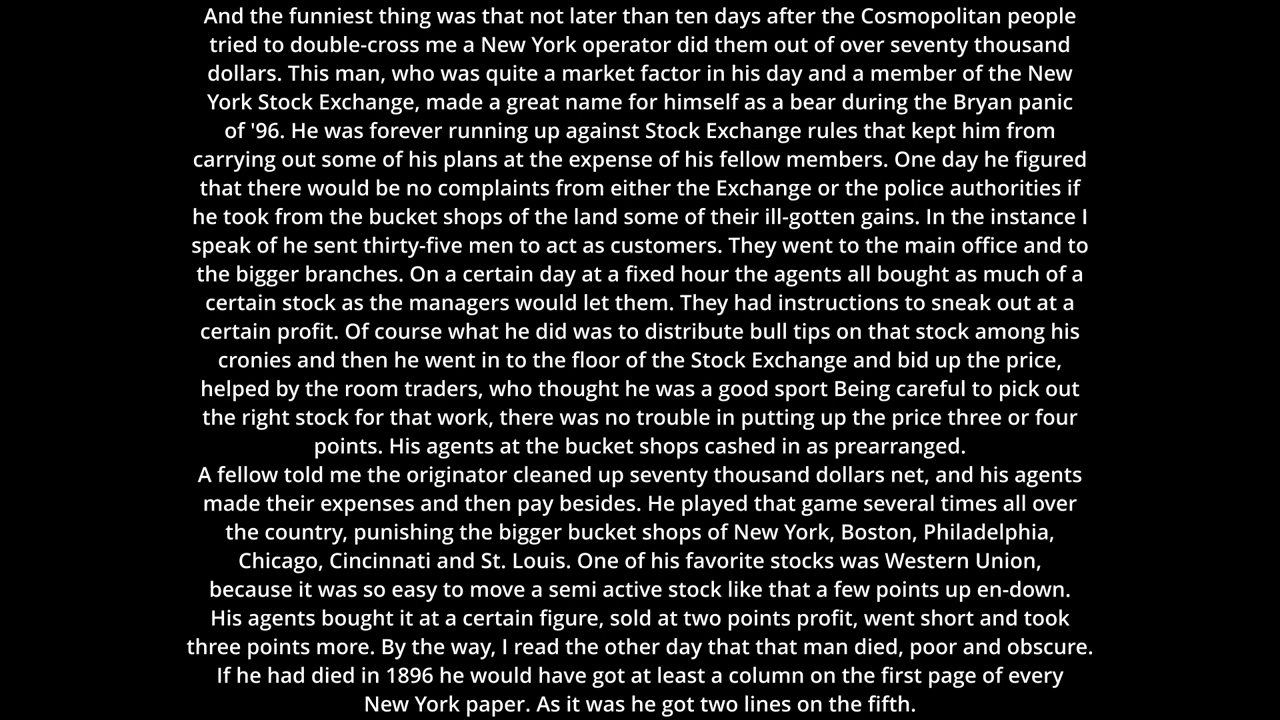 And the funniest thing was that not later than ten days after the Cosmopolitan people
tried to double-cross me a New York operator did them out of over seventy thousand
dollars. This man, who was quite a market factor in his day and a member of the New
York Stock Exchange, made a great name for himself as a bear during the Bryan panic
of '96. He was forever running up against Stock Exchange rules that kept him from
carrying out some of his plans at the expense of his fellow members. One day he figured
that there would be no complaints from either the Exchange or the police authorities if
he took from the bucket shops of the land some of their ill-gotten gains. In the instance I
speak of he sent thirty-five men to act as customers. They went to the main office and to
the bigger branches. On a certain day at a fixed hour the agents all bought as much of a
certain stock as the managers would let them. They had instructions to sneak out at a
certain profit. Of course what he did was to distribute bull tips on that stock among his
cronies and then he went in to the floor of the Stock Exchange and bid up the price,
helped by the room traders, who thought he was a good sport Being careful to pick out
the right stock for that work, there was no trouble in putting up the price three or four
points. His agents at the bucket shops cashed in as prearranged.
A fellow told me the originator cleaned up seventy thousand dollars net, and his agents
made their expenses and then pay besides. He played that game several times all over
the country, punishing the bigger bucket shops of New York, Boston, Philadelphia,
Chicago, Cincinnati and St. Louis. One of his favorite stocks was Western Union,
because it was so easy to move a semi active stock like that a few points up en-down.
His agents bought it at a certain figure, sold at two points profit, went short and took
three points more. By the way, I read the other day that that man died, poor and obscure.
If he had died in 1896 he would have got at least a column on the first page of every
New York paper. As it was he got two lines on the fifth.